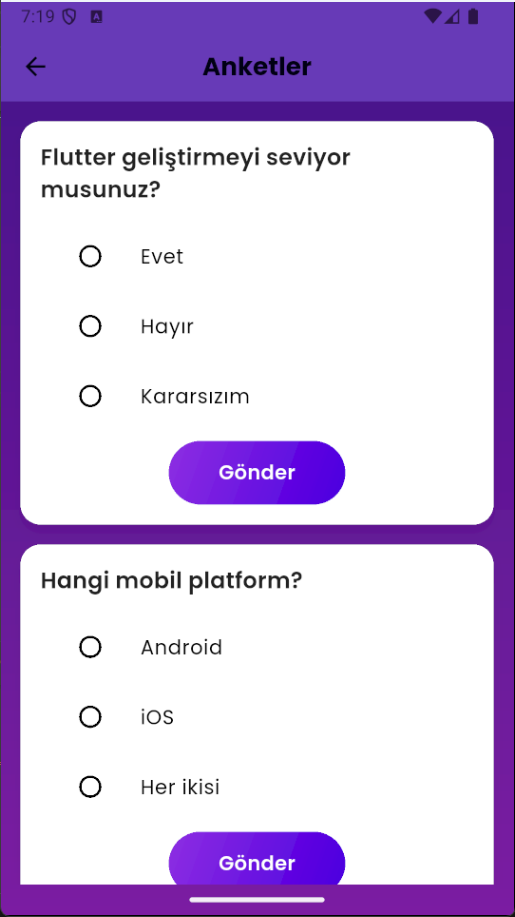 7:19
Anketler
Flutter geliştirmeyi seviyor
musunuz?
Evet
Hayır
Kararsızım
Gönder
Hangi mobil platform?
Android
iOS
Her ikisi
Gönder